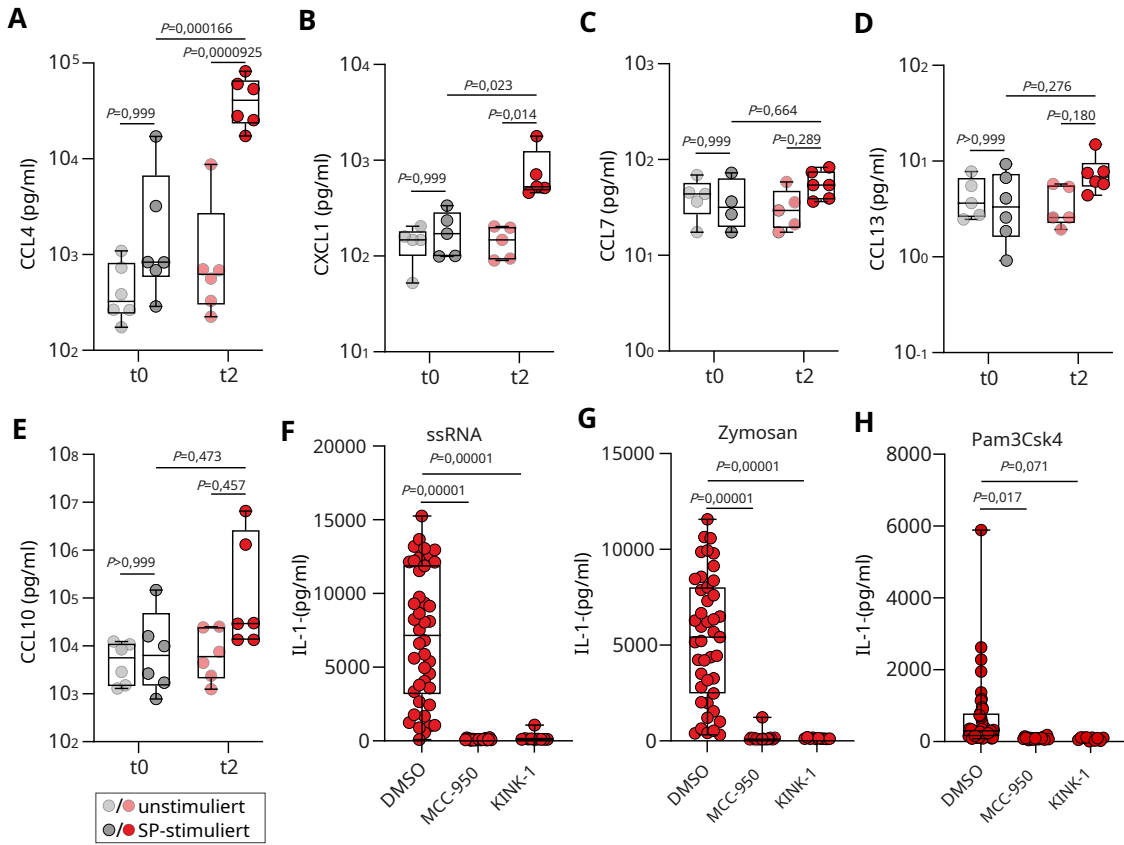 A
P=0,000166
P=0,0000925
P=0,999
CCL4 (pg/ml)
10⁵
10⁴
10³
10²
t0
t2
B
P=0,023
P=0,014
P=0,999
CXCL1 (pg/ml)
10⁴
10³
10²
10¹
t0
t2
C
P=0,664
P=0,999
P=0,289
CCL7 (pg/ml)
10³
10²
10¹
10⁰
t0
t2
D
P=0,276
P=0,180
P>0,999
CCL13 (pg/ml)
10²
10¹
10⁰
10⁻¹
t0
t2
E
P=0,473
P=0,457
P>0,999
CCL10 (pg/ml)
10⁸
10⁷
10⁶
10⁵
10⁴
10³
10²
t0
t2
/ unstimuliert
/ SP-stimuliert
F
ssRNA
P=0,00001
P=0,00001
IL-1-(pg/ml)
20000
15000
10000
5000
0
DMSO
MCC-950
KINK-1
G
Zymosan
P=0,00001
P=0,00001
IL-1-(pg/ml)
15000
10000
5000
0
DMSO
MCC-950
KINK-1
H
Pam3Csk4
P=0,071
P=0,017
IL-1-(pg/ml)
8000
6000
4000
2000
0
DMSO
MCC-950
KINK-1